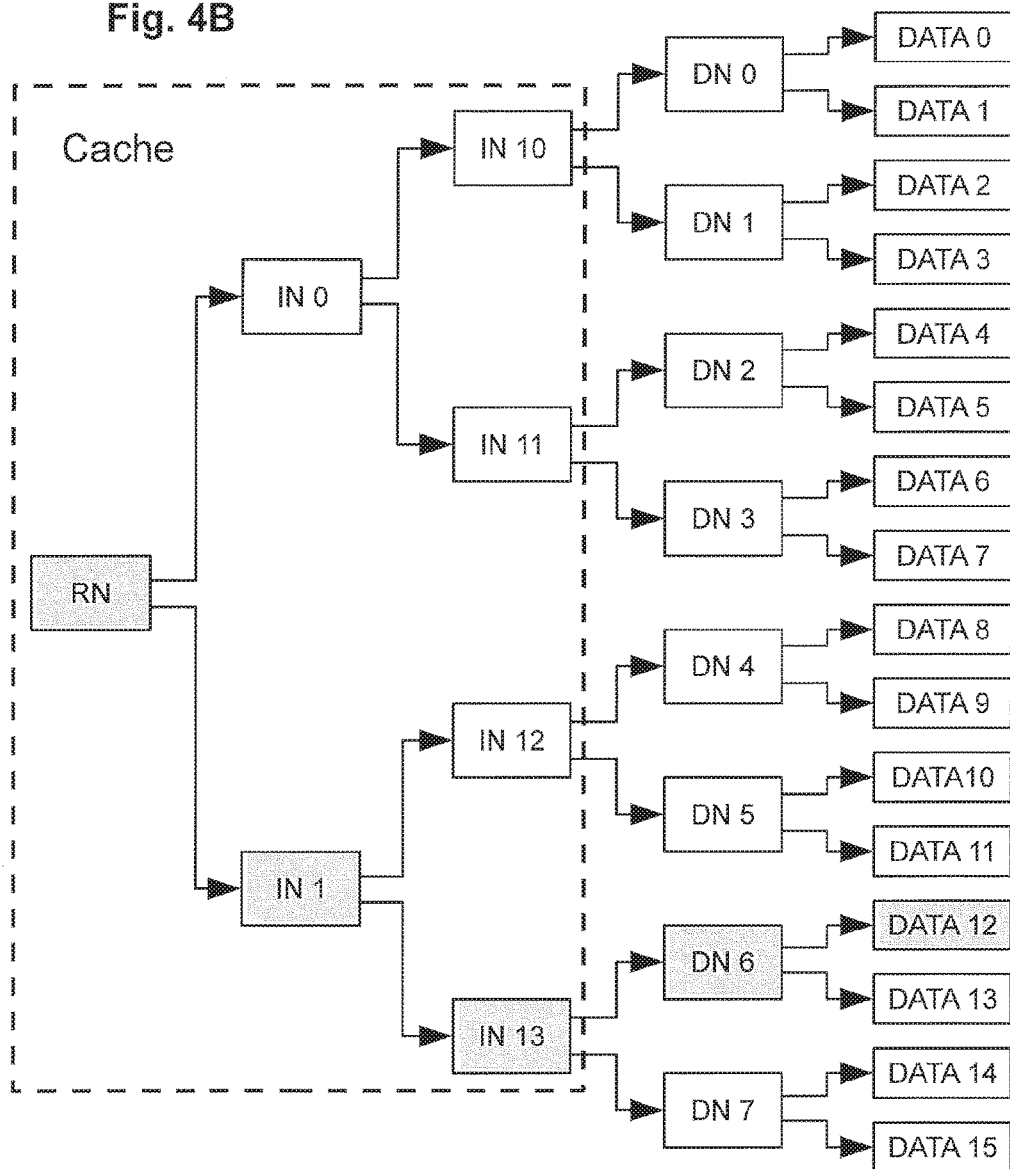 Fig. 4B
Cache
RN
IN 0
IN 1
IN 10
IN 11
IN 12
IN 13
DN 0
DN 1
DN 2
DN 3
DN 4
DN 5
DN 6
DN 7
DATA 0
DATA 1
DATA 2
DATA 3
DATA 4
DATA 5
DATA 6
DATA 7
DATA 8
DATA 9
DATA10
DATA 11
DATA 12
DATA 13
DATA 14
DATA 15